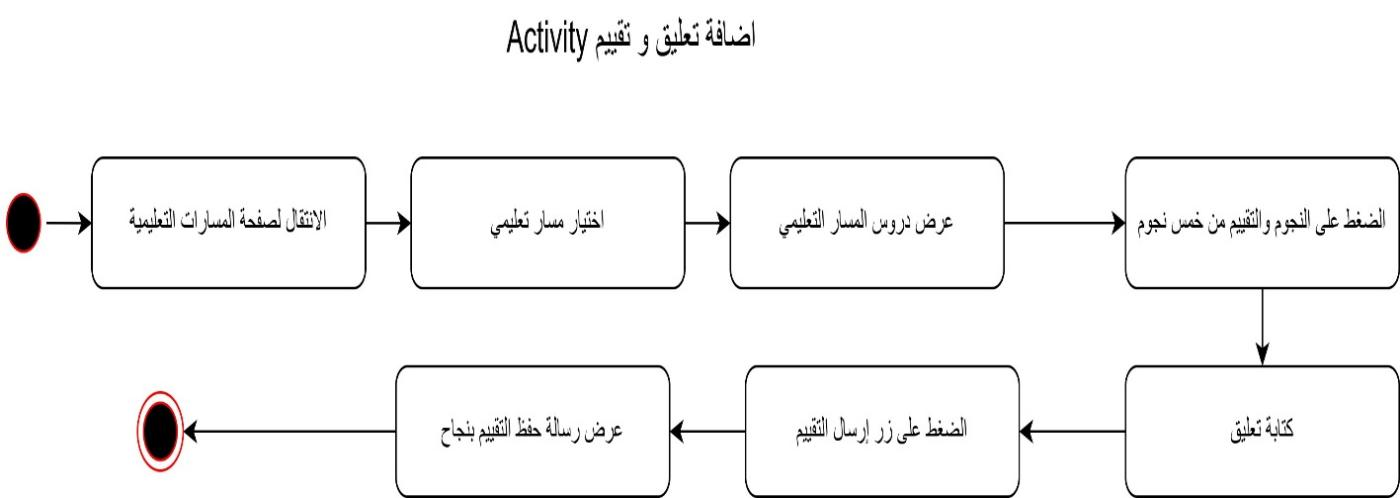 اضافة تعليق و تقييم Activity
الانتقال لصفحة المسارات التعليمية
اختيار مسار تعليمي
عرض دروس المسار التعليمي
الضغط على النجوم والتقييم من خمس نجوم
كتابة تعليق
الضغط على زر إرسال التقييم
عرض رسالة حفظ التقييم بنجاح